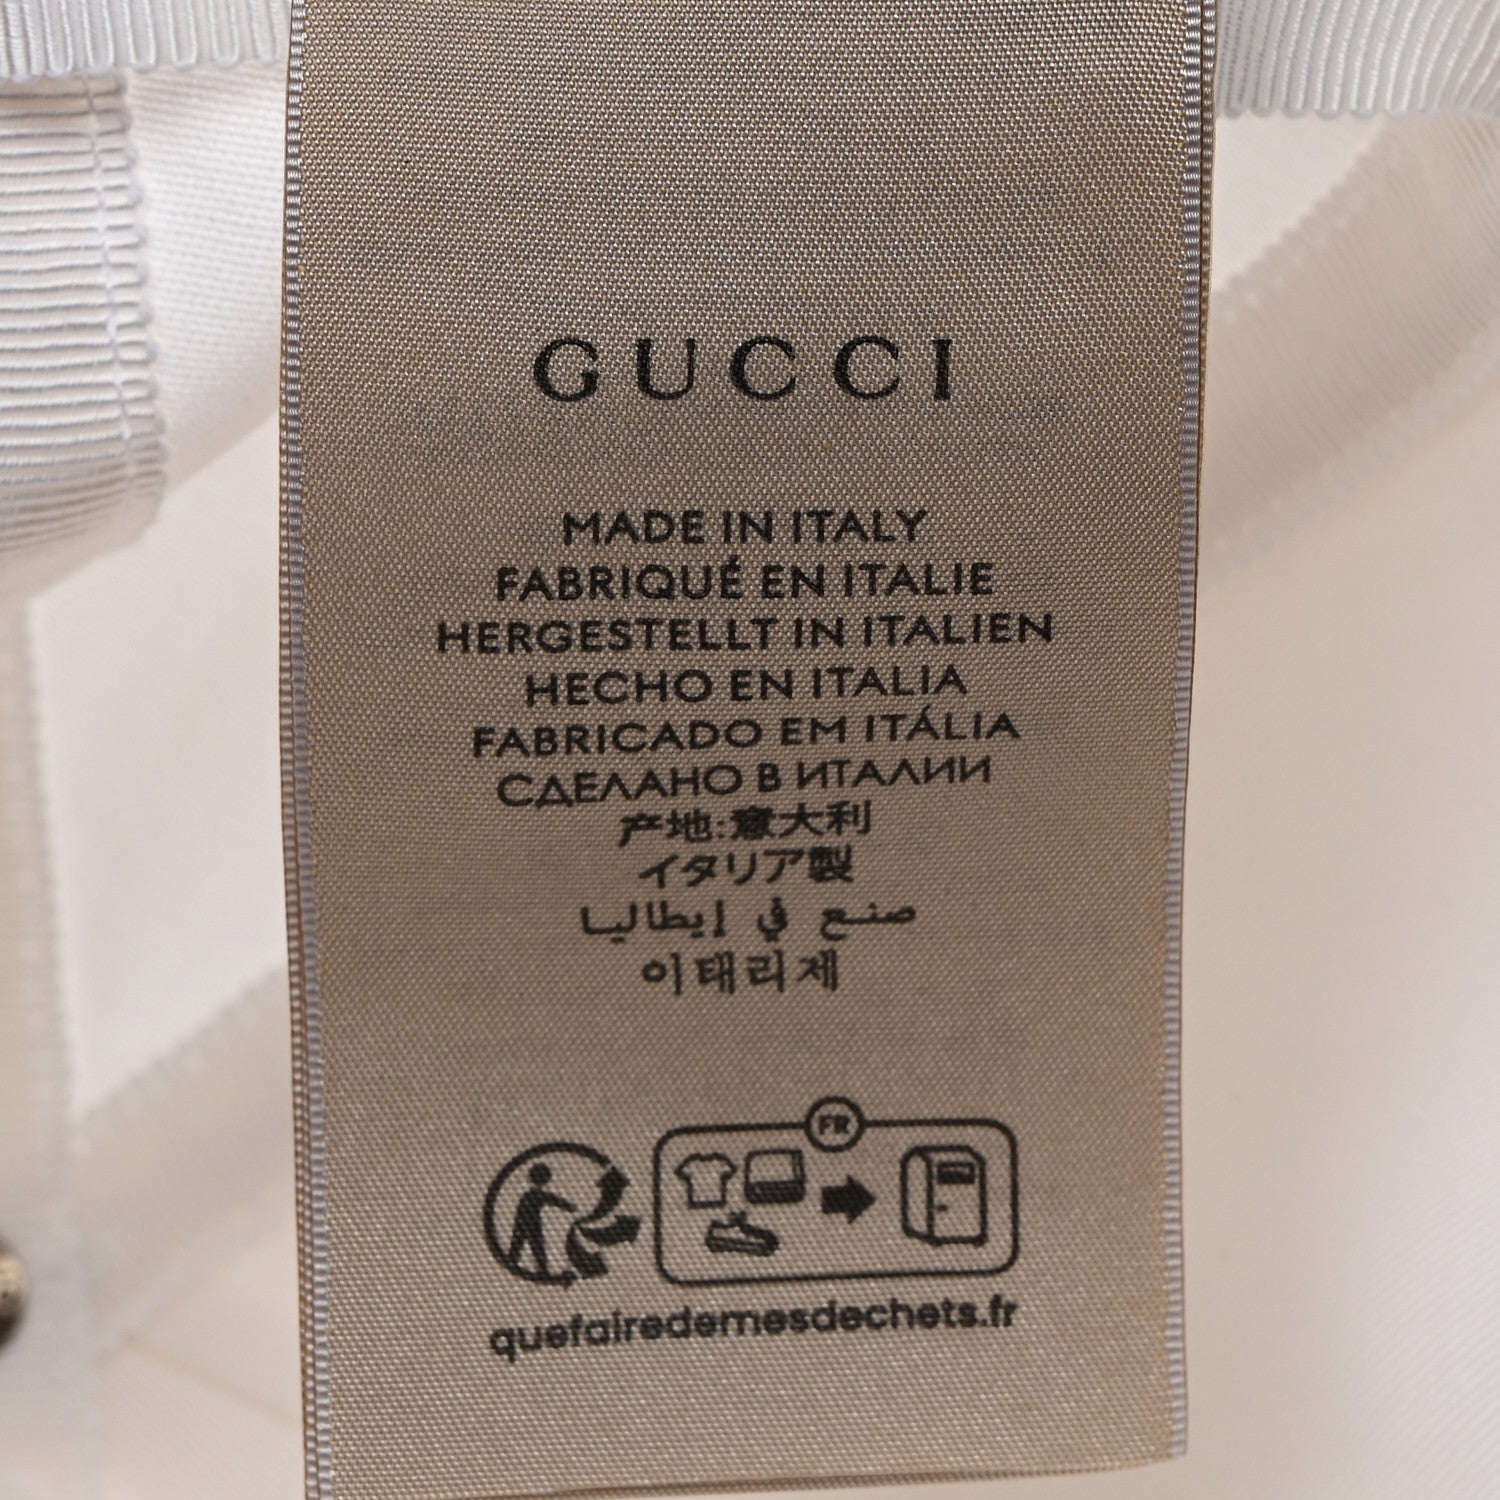 GUCCI
MADE IN ITALY
FABRIQUÉ EN ITALIE
HERGESTELLT IN ITALIEN
HECHO EN ITALIA
FABRICADO EM ITÁLIA
СДЕЛАНО В ИТАЛИИ
产地:意大利
イタリア製
صنع في إيطاليا
이태리제
FR
quefairedemesdechets.fr